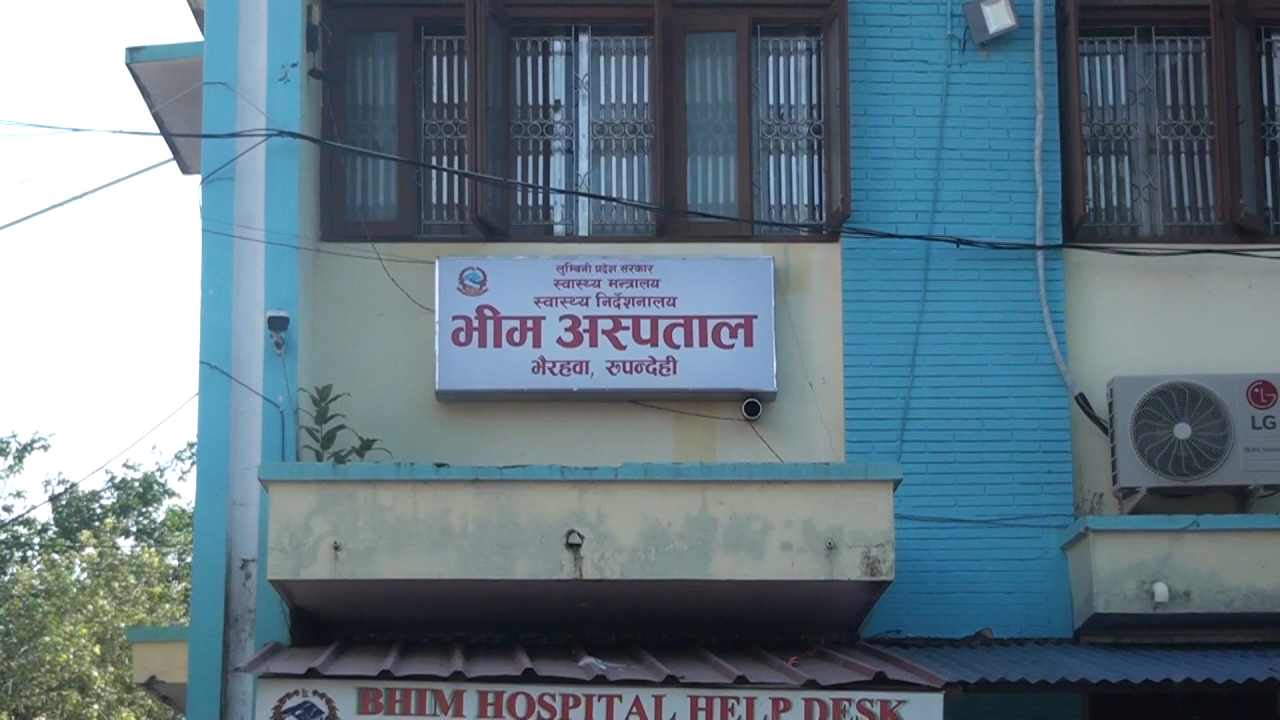 लुम्बिनी प्रदेश सरकार
स्वास्थ्य मन्त्रालय
स्वास्थ्य निर्देशनालय
भीम अस्पताल
भैरहवा, रुपन्देही
LG
BHIM HOSPITAL HELP DESK